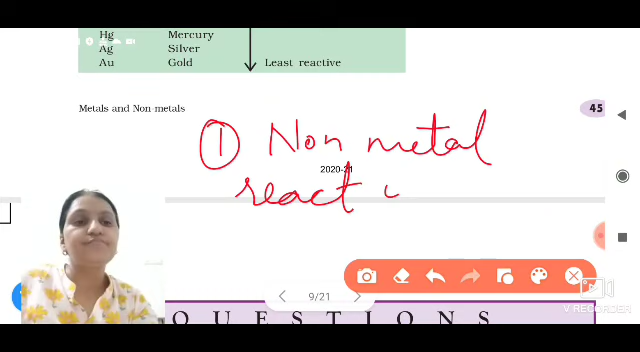 Hg Mercury
Ag Silver
Au Gold Least reactive
Metals and Non-metals 45
① Non metal
2020-21
react
9/21
V RECORDER
QUESTIONS